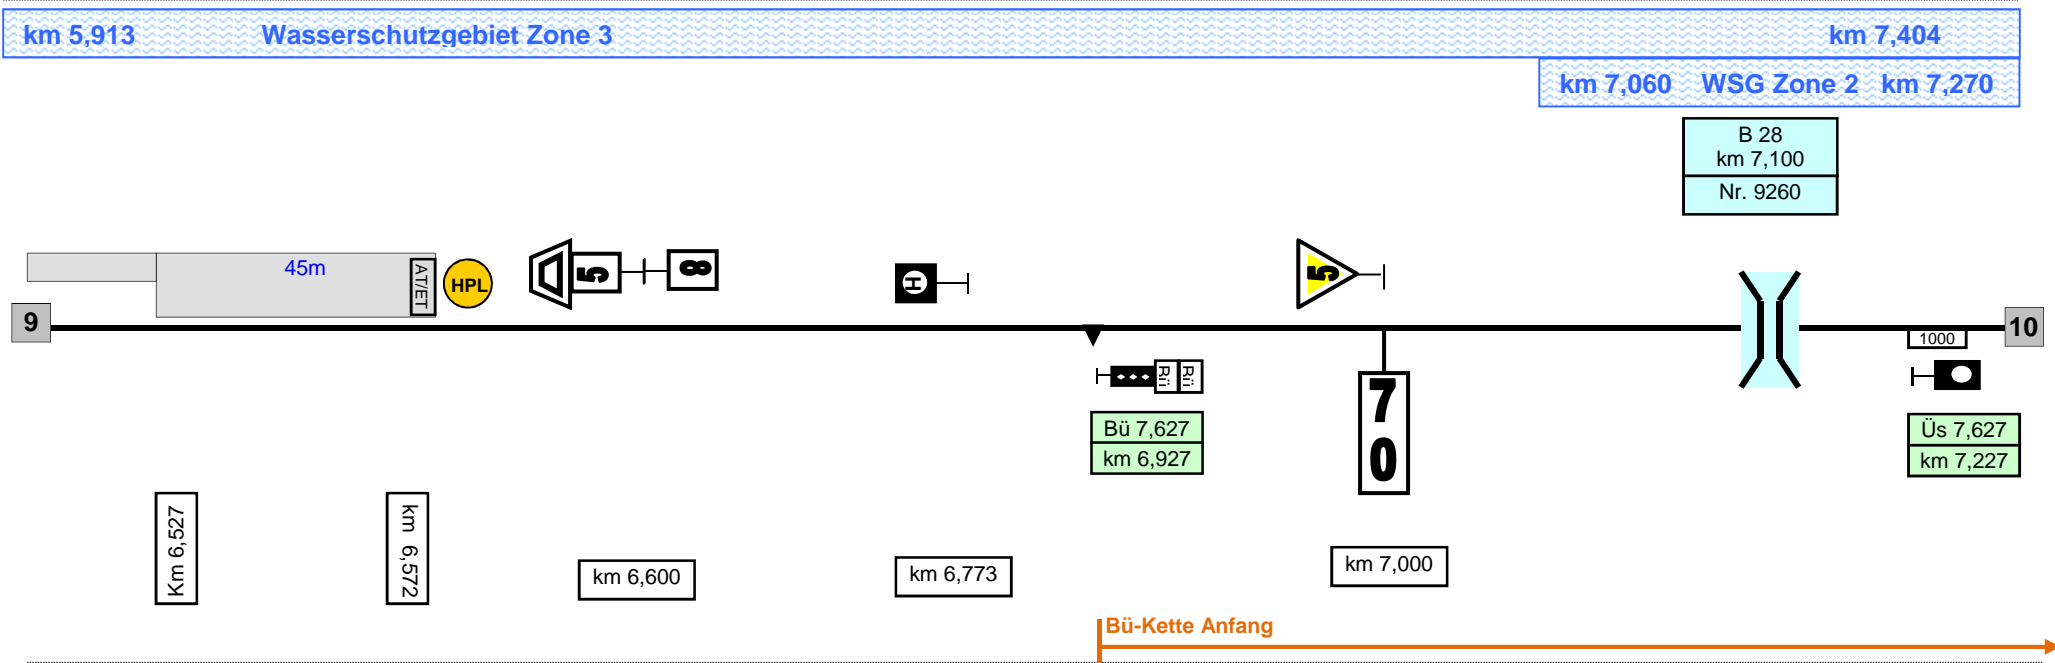 km 5,913 Wasserschutzgebiet Zone 3 km 7,404
km 7,060 WSG Zone 2 km 7,270
B 28
km 7,100
Nr. 9260
45m
AT/ET
HPL
5
8
H
5
9
10
1000
Rü
Rü
7
0
Bü 7,627
km 6,927
Üs 7,627
km 7,227
Km 6,527
km 6,572
km 6,600
km 6,773
km 7,000
Bü-Kette Anfang